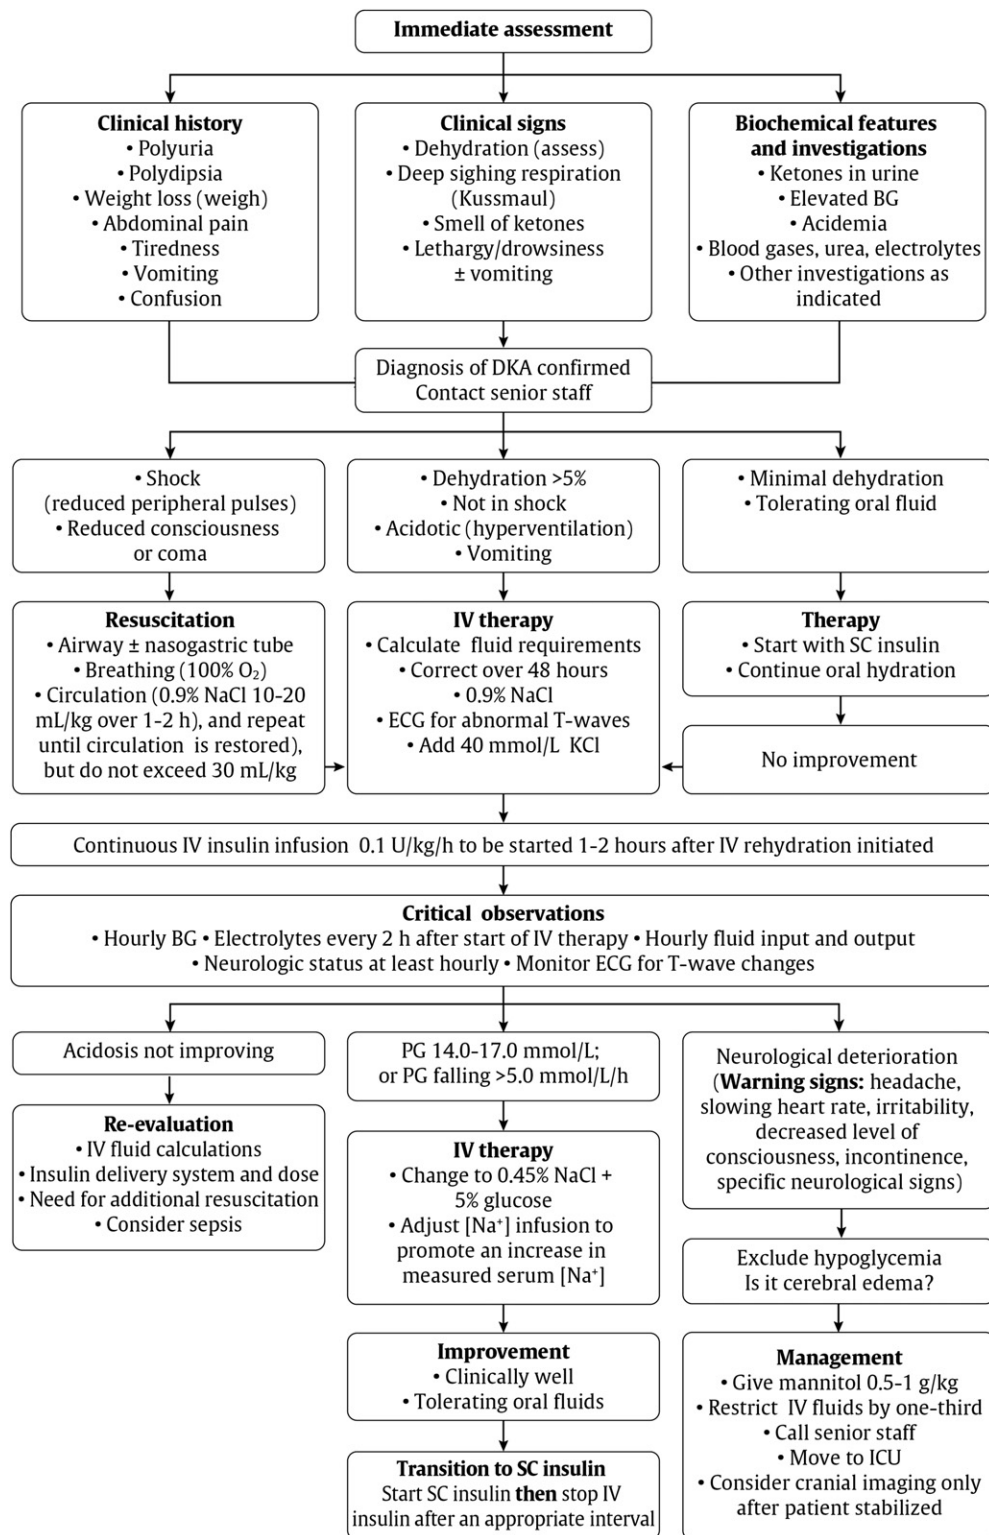 Immediate assessment
Clinical history
• Polyuria
• Polydipsia
• Weight loss (weigh)
• Abdominal pain
• Tiredness
• Vomiting
• Confusion
Clinical signs
• Dehydration (assess)
• Deep sighing respiration
(Kussmaul)
• Smell of ketones
• Lethargy/drowsiness
± vomiting
Biochemical features
and investigations
• Ketones in urine
• Elevated BG
• Acidemia
• Blood gases, urea, electrolytes
• Other investigations as
indicated
Diagnosis of DKA confirmed
Contact senior staff
• Shock
(reduced peripheral pulses)
• Reduced consciousness
or coma
• Dehydration >5%
• Not in shock
• Acidotic (hyperventilation)
• Vomiting
• Minimal dehydration
• Tolerating oral fluid
Resuscitation
• Airway ± nasogastric tube
• Breathing (100% O₂)
• Circulation (0.9% NaCl 10-20
mL/kg over 1-2 h), and repeat
until circulation is restored),
but do not exceed 30 mL/kg
IV therapy
• Calculate fluid requirements
• Correct over 48 hours
• 0.9% NaCl
• ECG for abnormal T-waves
• Add 40 mmol/L KCl
Therapy
• Start with SC insulin
• Continue oral hydration
No improvement
Continuous IV insulin infusion 0.1 U/kg/h to be started 1-2 hours after IV rehydration initiated
Critical observations
• Hourly BG • Electrolytes every 2 h after start of IV therapy • Hourly fluid input and output
• Neurologic status at least hourly • Monitor ECG for T-wave changes
Acidosis not improving
Re-evaluation
• IV fluid calculations
• Insulin delivery system and dose
• Need for additional resuscitation
• Consider sepsis
PG 14.0-17.0 mmol/L;
or PG falling >5.0 mmol/L/h
IV therapy
• Change to 0.45% NaCl +
5% glucose
• Adjust [Na⁺] infusion to
promote an increase in
measured serum [Na⁺]
Improvement
• Clinically well
• Tolerating oral fluids
Transition to SC insulin
Start SC insulin then stop IV
insulin after an appropriate interval
Neurological deterioration
(Warning signs: headache,
slowing heart rate, irritability,
decreased level of
consciousness, incontinence,
specific neurological signs)
Exclude hypoglycemia
Is it cerebral edema?
Management
• Give mannitol 0.5-1 g/kg
• Restrict IV fluids by one-third
• Call senior staff
• Move to ICU
• Consider cranial imaging only
after patient stabilized